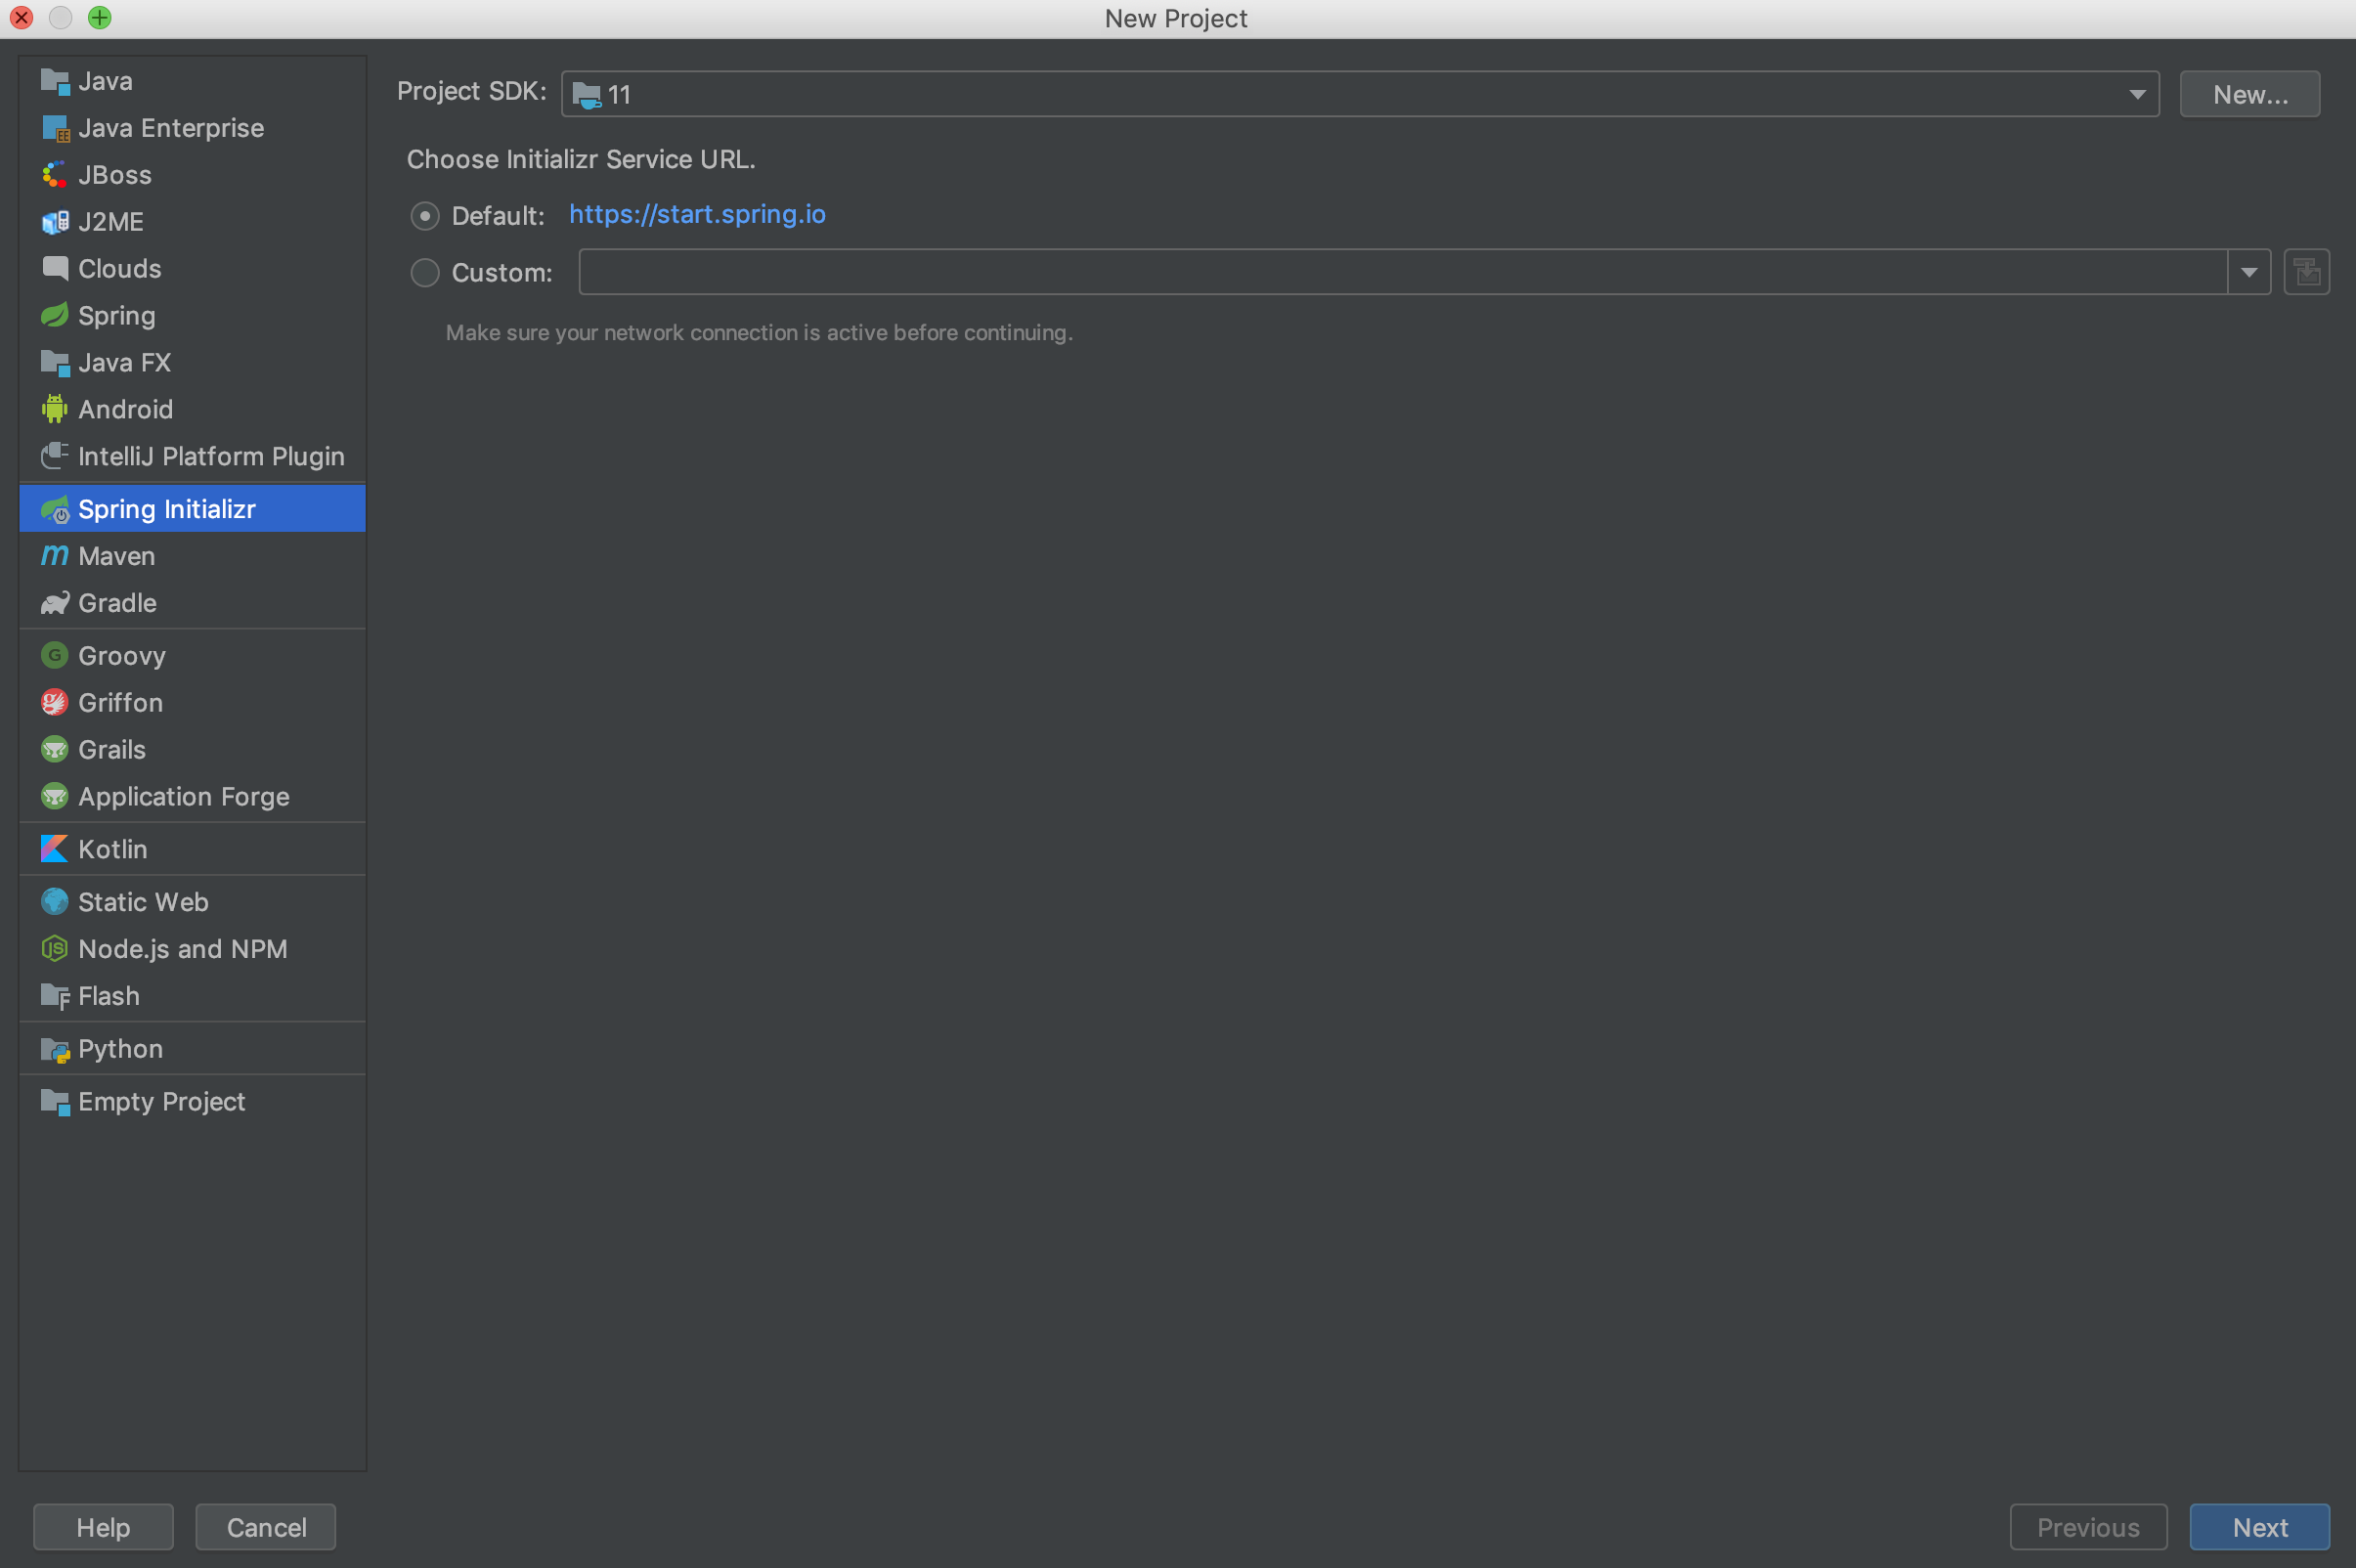 New Project
Java
Java Enterprise
JBoss
J2ME
Clouds
Spring
Java FX
Android
IntelliJ Platform Plugin
Spring Initializr
Maven
Gradle
Groovy
Griffon
Grails
Application Forge
Kotlin
Static Web
Node.js and NPM
Flash
Python
Empty Project
Project SDK: 11 New...
Choose Initializr Service URL.
Default: https://start.spring.io
Custom:
Make sure your network connection is active before continuing.
Help Cancel Previous Next